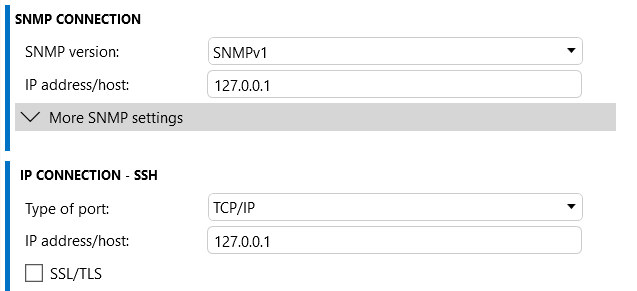 SNMP CONNECTION
SNMP version: SNMPv1
IP address/host: 127.0.0.1
More SNMP settings
IP CONNECTION - SSH
Type of port: TCP/IP
IP address/host: 127.0.0.1
SSL/TLS